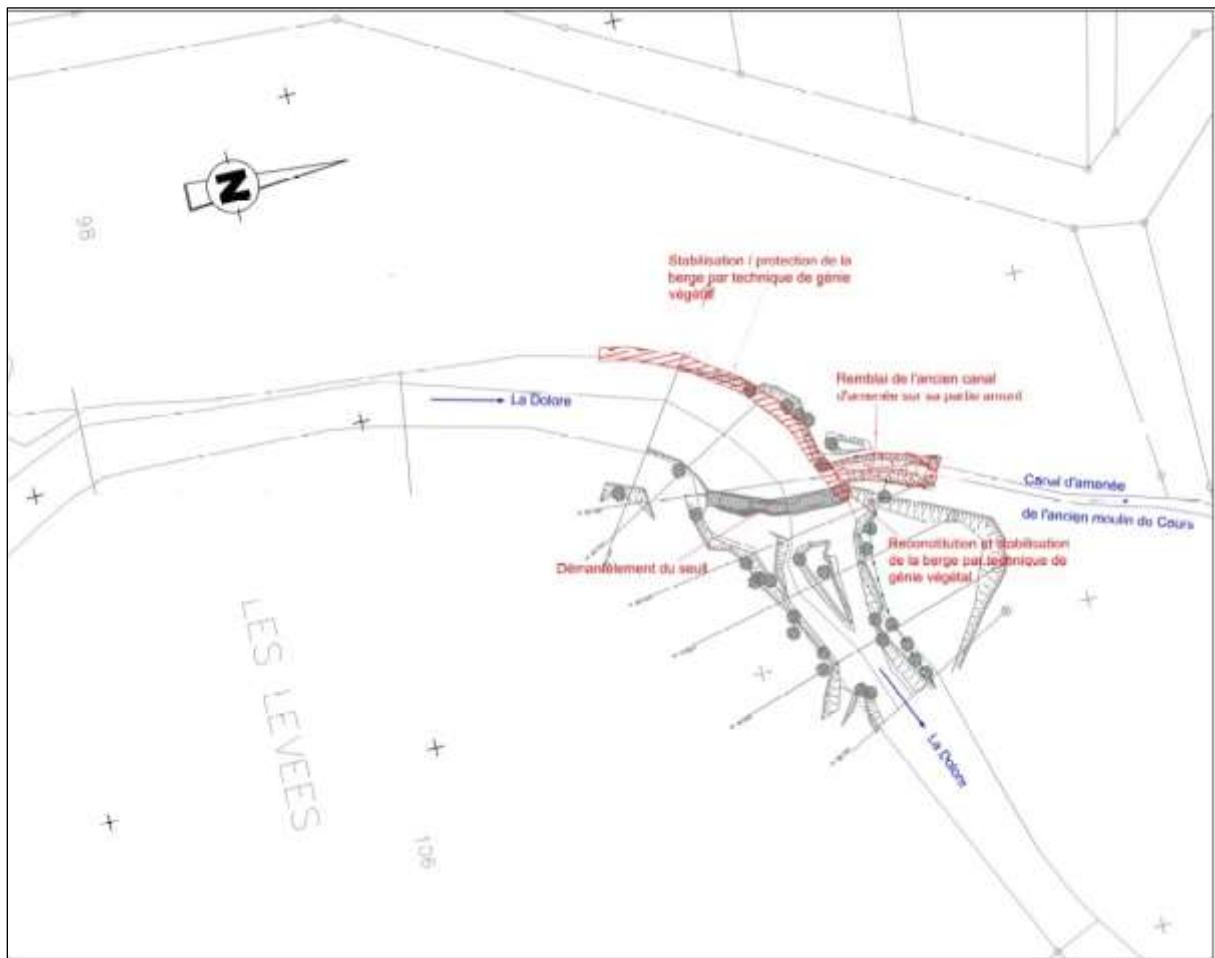 N
98
Stabilisation / protection de la
berge par technique de génie
végétal
Remblai de l'ancien canal
d'amenée sur sa partie amont
La Dolore
Canal d'amenée
de l'ancien moulin de Cours
Reconstitution et stabilisation
de la berge par technique de
génie végétal
Démantèlement du seuil
LES LEVEES
La Dolore
106